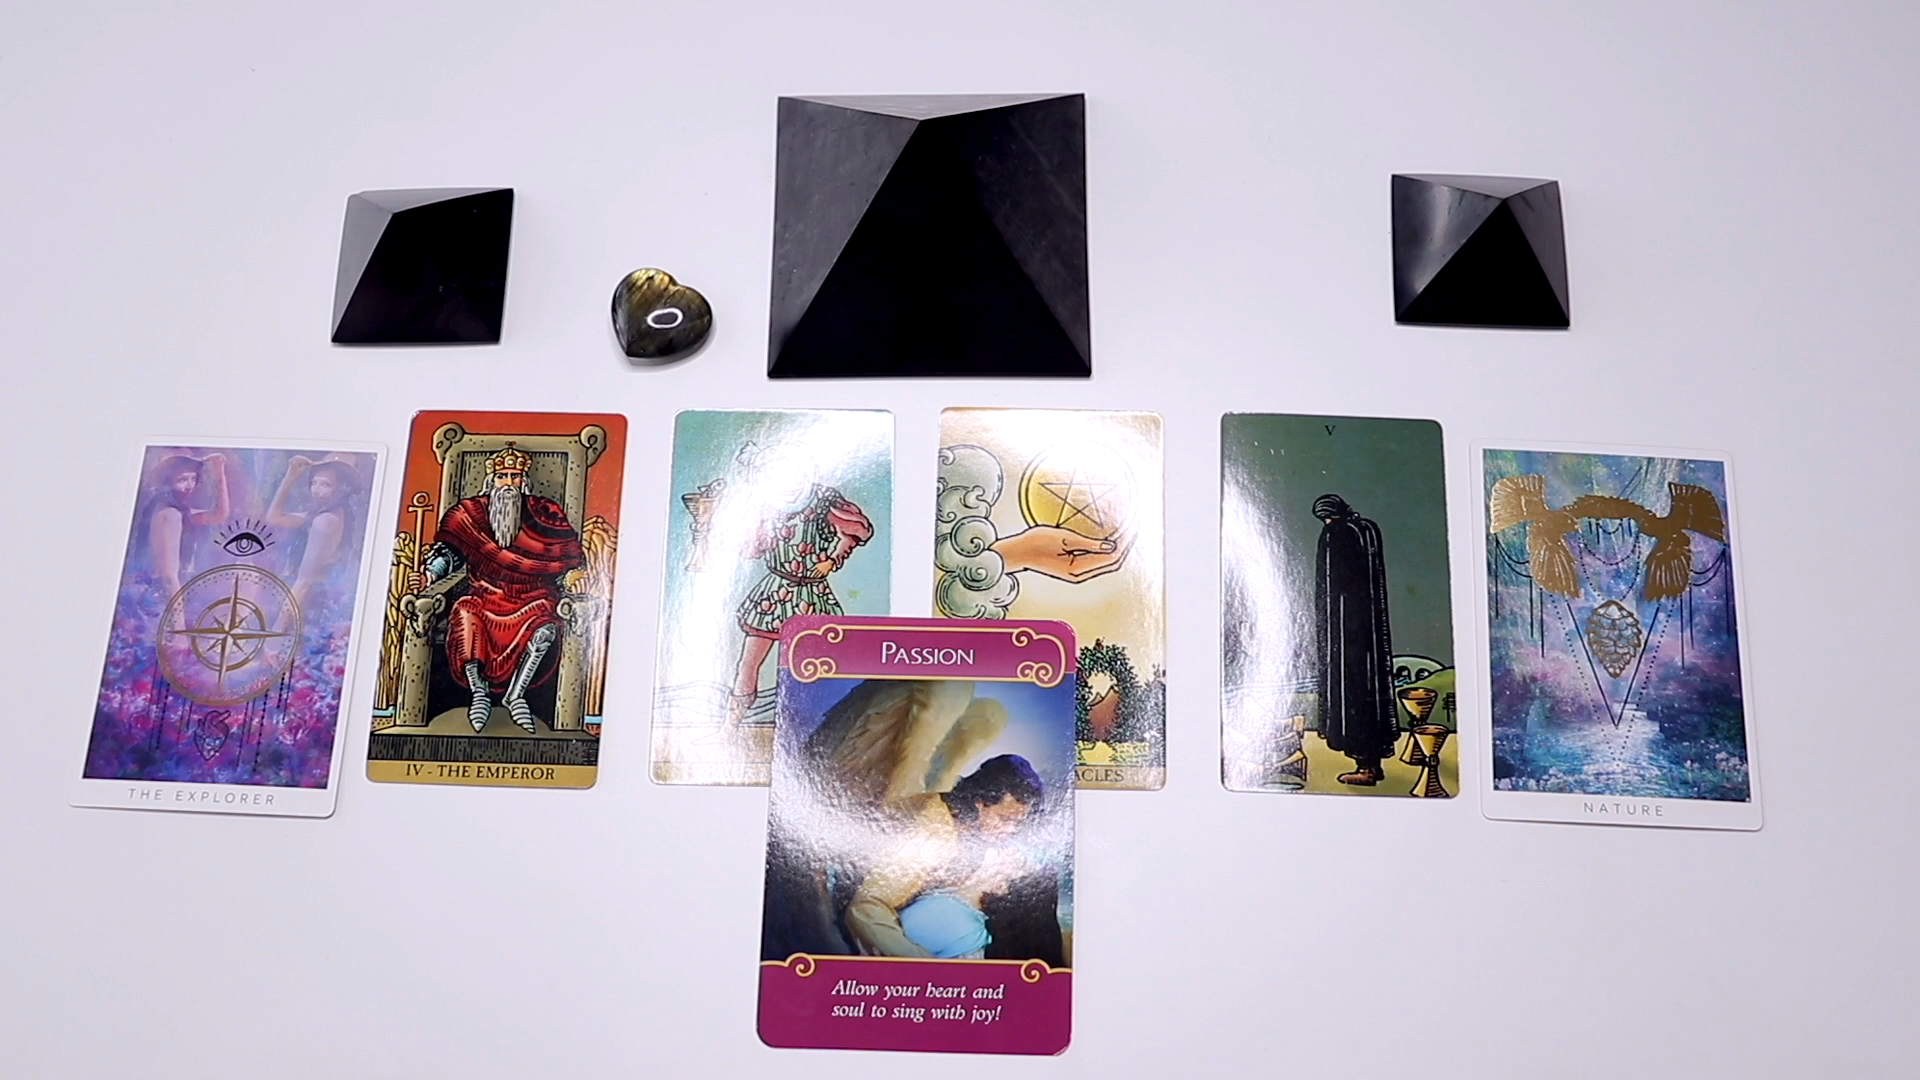 THE EXPLORER
IV - THE EMPEROR
ACLES
V
NATURE
PASSION
Allow your heart and
soul to sing with joy!